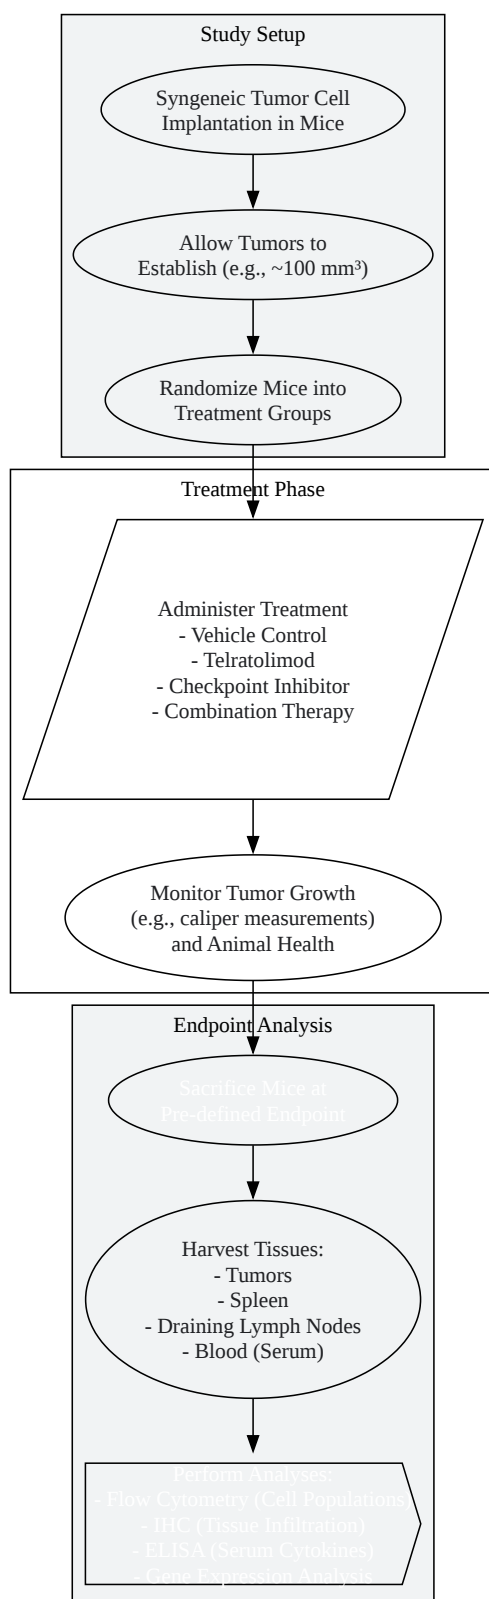 Study Setup
Syngeneic Tumor Cell
Implantation in Mice
Allow Tumors to
Establish (e.g., ~100 mm³)
Randomize Mice into
Treatment Groups
Treatment Phase
Administer Treatment
- Vehicle Control
- Telratolimod
- Checkpoint Inhibitor
- Combination Therapy
Monitor Tumor Growth
(e.g., caliper measurements)
and Animal Health
Endpoint Analysis
Sacrifice Mice at
Pre-defined Endpoint
Harvest Tissues:
- Tumors
- Spleen
- Draining Lymph Nodes
- Blood (Serum)
Perform Analyses:
- Flow Cytometry (Cell Populations)
- IHC (Tissue Infiltration)
- ELISA (Serum Cytokines)
- Gene Expression Analysis